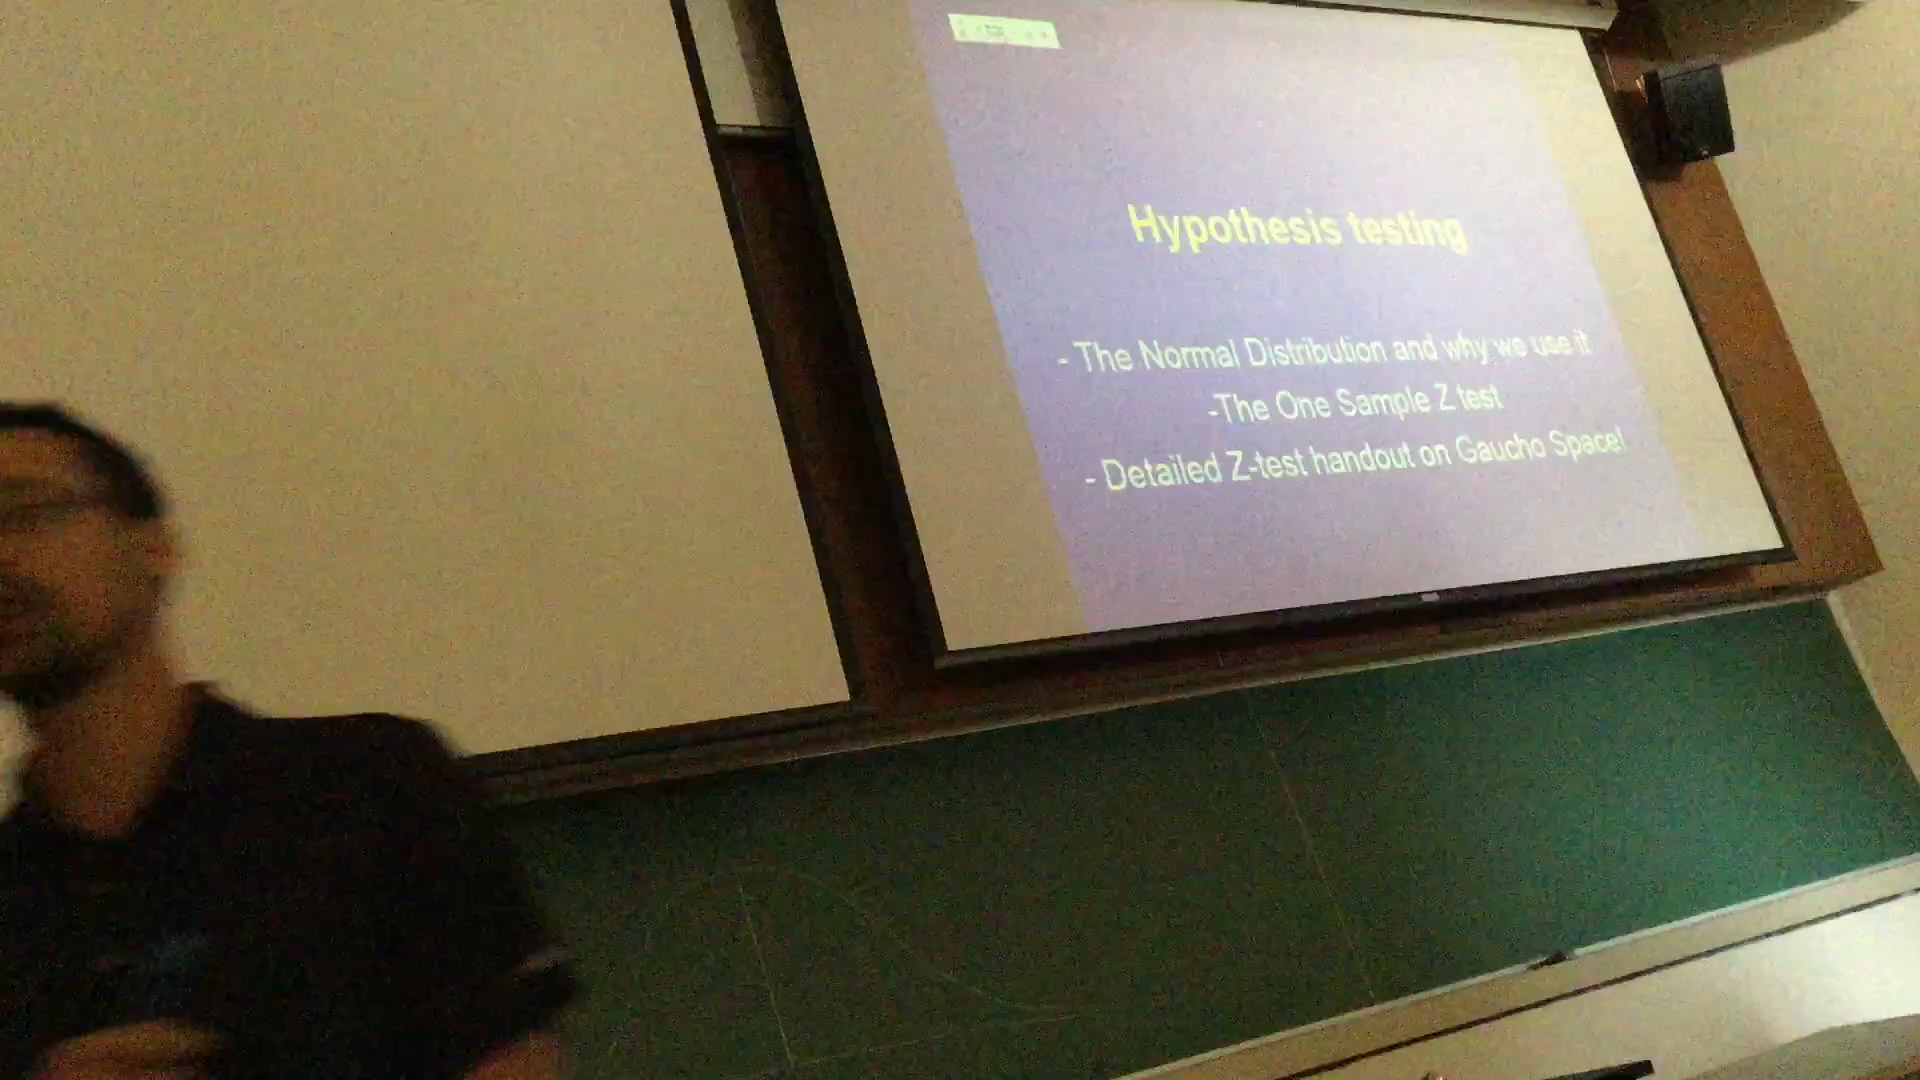 Hypothesis testing
- The Normal Distribution and why we use it
-The One Sample Z test
- Detailed Z-test handout on Gaucho Space!